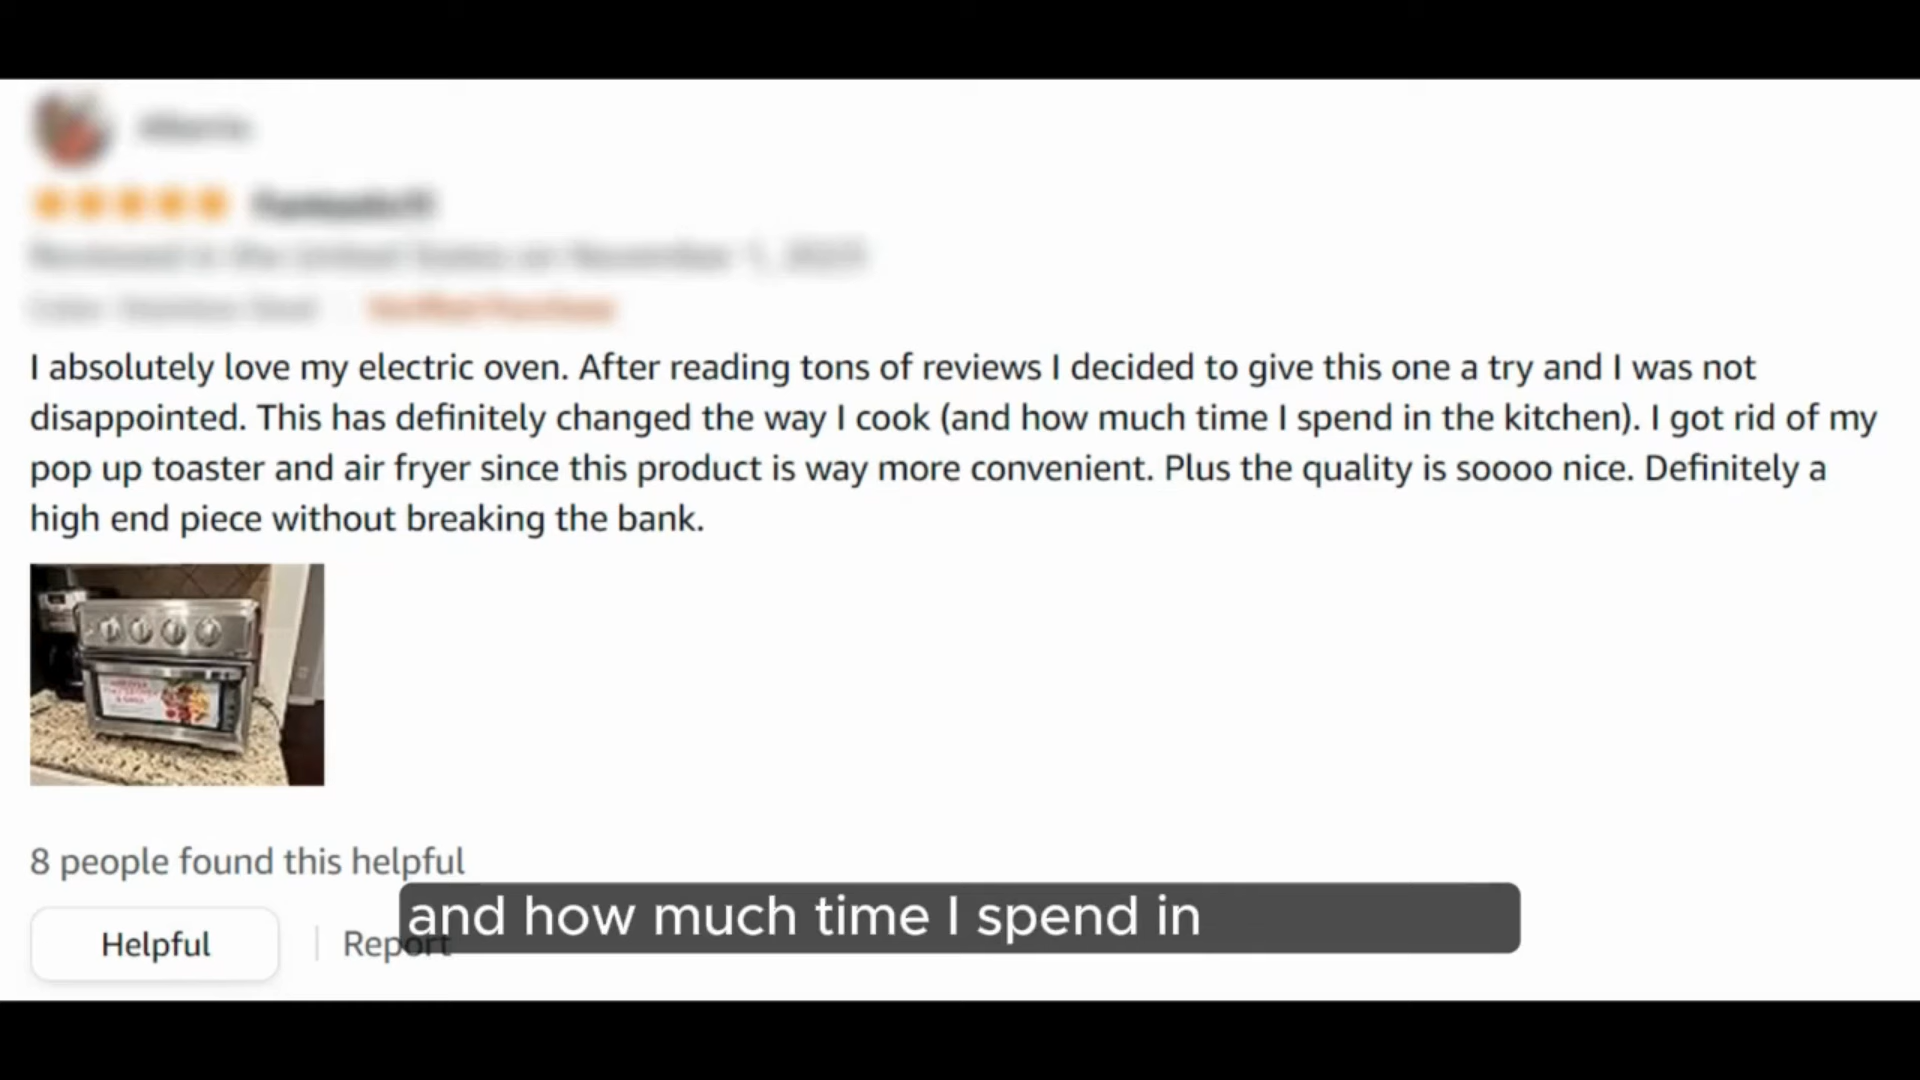 I absolutely love my electric oven. After reading tons of reviews I decided to give this one a try and I was not
disappointed. This has definitely changed the way I cook (and how much time I spend in the kitchen). I got rid of my
pop up toaster and air fryer since this product is way more convenient. Plus the quality is soooo nice. Definitely a
high end piece without breaking the bank.
8 people found this helpful
Helpful
Report
and how much time I spend in